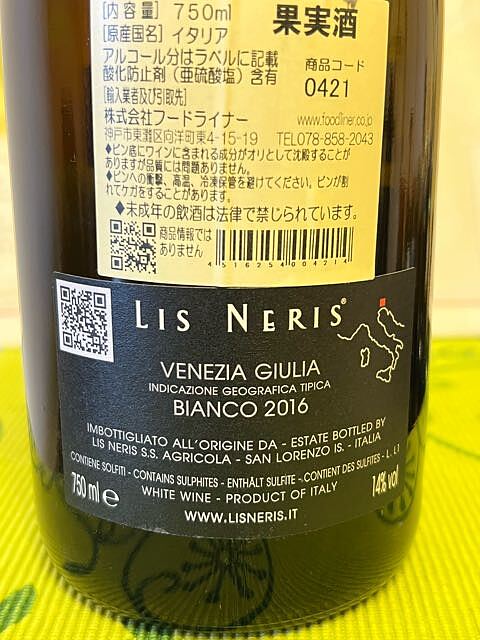 [内容量] 750ml
[原産国名] イタリア
果実酒
アルコール分はラベルに記載
酸化防止剤（亜硫酸塩）含有
商品コード
0421
[輸入業者及び引取先]
株式会社フードライナー
www.foodliner.co.jp
神戸市東灘区向洋町東4-15-19 TEL078-858-2043
◆ビン底にワインに含まれる成分がオリとして沈殿することが
ありますが品質には問題ありません。
◆ビンへの衝撃、高温、冷凍保管を避けてください。ビンが割
れてケガをすることがあります。
◆未成年の飲酒は法律で禁じられています。
商品情報では
ありません
4 516254 004214
LIS NERIS®
VENEZIA GIULIA
INDICAZIONE GEOGRAFICA TIPICA
BIANCO 2016
IMBOTTIGLIATO ALL'ORIGINE DA - ESTATE BOTTLED BY
LIS NERIS S.S. AGRICOLA - SAN LORENZO IS. - ITALIA
CONTIENE SOLFITI - CONTAINS SULPHITES - ENTHÄLT SULFITE - CONTIENT DES SULFITES - L. L1
750 ml e
WHITE WINE - PRODUCT OF ITALY
14% vol
WWW.LISNERIS.IT